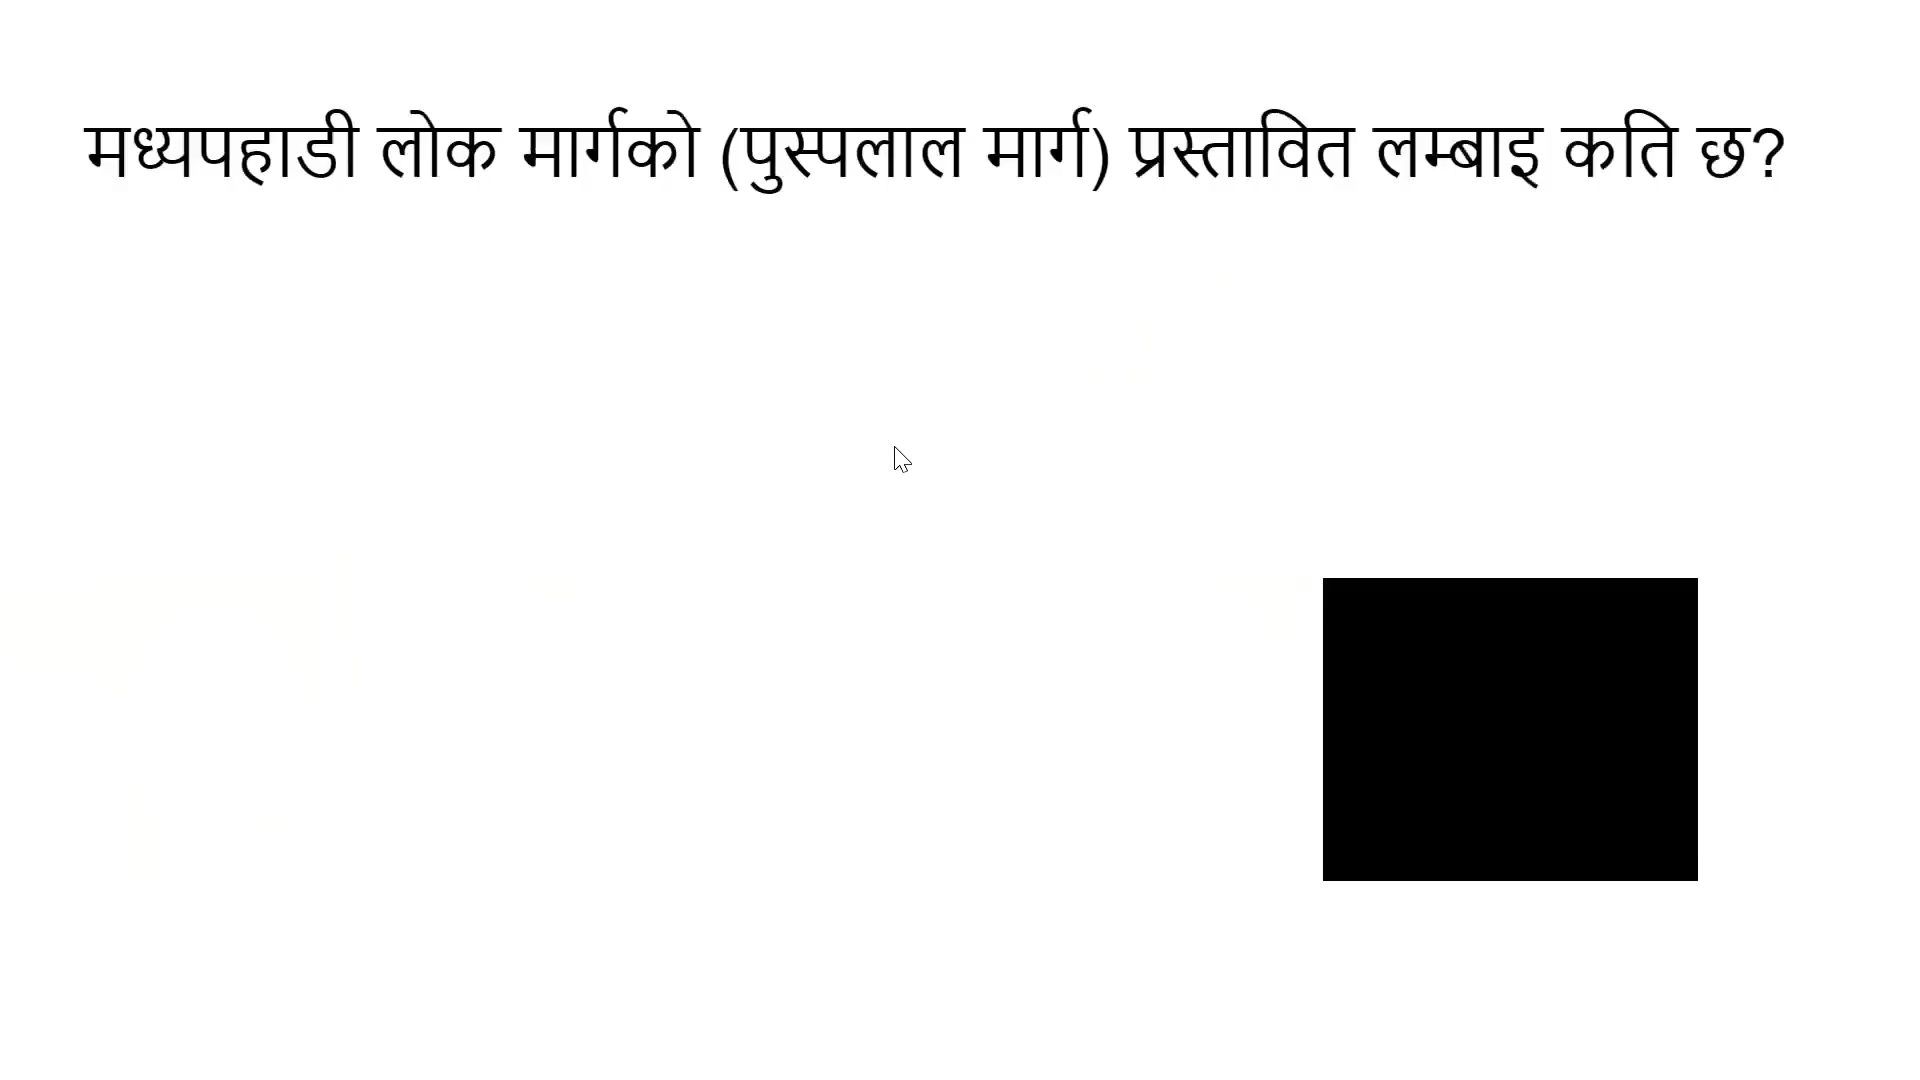 मध्यपहाडी लोक मार्गको (पुस्पलाल मार्ग) प्रस्तावित लम्बाइ कति छ?